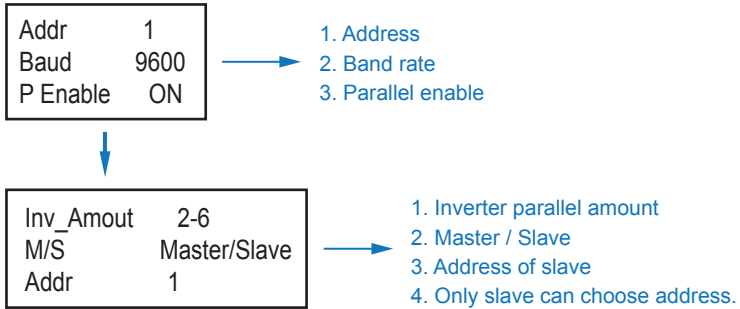 Addr 1
Baud 9600
P Enable ON
1. Address
2. Band rate
3. Parallel enable
Inv_Amout 2-6
M/S Master/Slave
Addr 1
1. Inverter parallel amount
2. Master / Slave
3. Address of slave
4. Only slave can choose address.